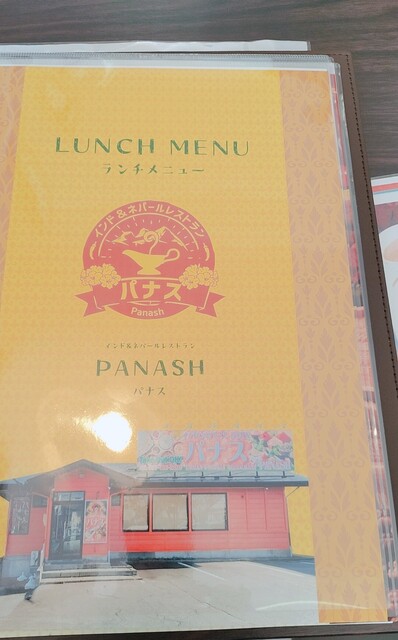 LUNCH MENU
ランチメニュー
インド&ネパールレストラン
パナス
Panash
インド&ネパールレストラン
PANASH
パナス
パナス